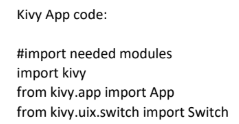 Kivy App code:
#import needed modules
import kivy
from kivy.app import App
from kivy.uix.switch import Switch